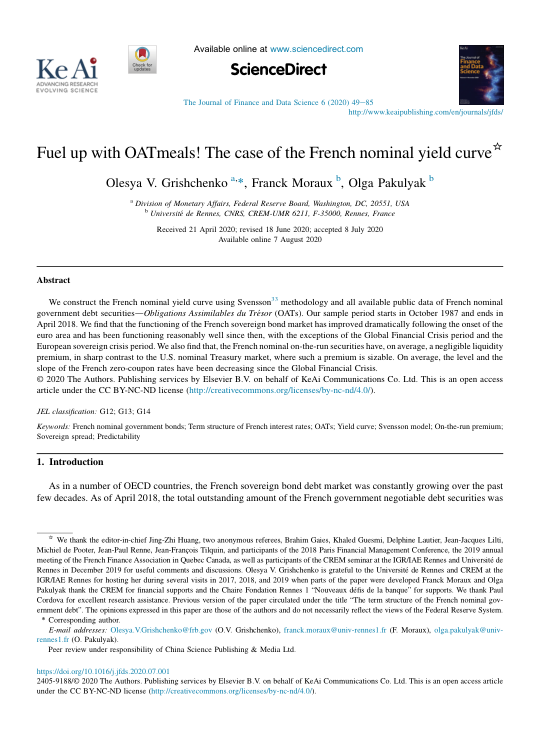 Available online at www.sciencedirect.com
Ke Ai
ADVANCING RESEARCH
EVOLVING SCIENCE
Check for
updates
ScienceDirect
The Journal of
Finance
and Data
Science
The Journal of Finance and Data Science 6 (2020) 49–85
http://www.keaipublishing.com/en/journals/jfds/
Fuel up with OATmeals! The case of the French nominal yield curve☆
Olesya V. Grishchenko a,*, Franck Moraux b, Olga Pakulyak b
a Division of Monetary Affairs, Federal Reserve Board, Washington, DC, 20551, USA
b Université de Rennes, CNRS, CREM-UMR 6211, F-35000, Rennes, France
Received 21 April 2020; revised 18 June 2020; accepted 8 July 2020
Available online 7 August 2020
Abstract
We construct the French nominal yield curve using Svensson33 methodology and all available public data of French nominal
government debt securities—Obligations Assimilables du Trésor (OATs). Our sample period starts in October 1987 and ends in
April 2018. We find that the functioning of the French sovereign bond market has improved dramatically following the onset of the
euro area and has been functioning reasonably well since then, with the exceptions of the Global Financial Crisis period and the
European sovereign crisis period. We also find that, the French nominal on-the-run securities have, on average, a negligible liquidity
premium, in sharp contrast to the U.S. nominal Treasury market, where such a premium is sizable. On average, the level and the
slope of the French zero-coupon rates have been decreasing since the Global Financial Crisis.
© 2020 The Authors. Publishing services by Elsevier B.V. on behalf of KeAi Communications Co. Ltd. This is an open access
article under the CC BY-NC-ND license (http://creativecommons.org/licenses/by-nc-nd/4.0/).
JEL classification: G12; G13; G14
Keywords: French nominal government bonds; Term structure of French interest rates; OATs; Yield curve; Svensson model; On-the-run premium;
Sovereign spread; Predictability
1. Introduction
As in a number of OECD countries, the French sovereign bond debt market was constantly growing over the past
few decades. As of April 2018, the total outstanding amount of the French government negotiable debt securities was
☆ We thank the editor-in-chief Jing-Zhi Huang, two anonymous referees, Brahim Gaies, Khaled Guesmi, Delphine Lautier, Jean-Jacques Lilti,
Michiel de Pooter, Jean-Paul Renne, Jean-François Tilquin, and participants of the 2018 Paris Financial Management Conference, the 2019 annual
meeting of the French Finance Association in Quebec Canada, as well as participants of the CREM seminar at the IGR/IAE Rennes and Université de
Rennes in December 2019 for useful comments and discussions. Olesya V. Grishchenko is grateful to the Université de Rennes and CREM at the
IGR/IAE Rennes for hosting her during several visits in 2017, 2018, and 2019 when parts of the paper were developed Franck Moraux and Olga
Pakulyak thank the CREM for financial supports and the Chaire Fondation Rennes 1 “Nouveaux défis de la banque” for supports. We thank Paul
Cordova for excellent research assistance. Previous version of the paper circulated under the title “The term structure of the French nominal gov-
ernment debt”. The opinions expressed in this paper are those of the authors and do not necessarily reflect the views of the Federal Reserve System.
* Corresponding author.
E-mail addresses: Olesya.V.Grishchenko@frb.gov (O.V. Grishchenko), franck.moraux@univ-rennes1.fr (F. Moraux), olga.pakulyak@univ-
rennes1.fr (O. Pakulyak).
Peer review under responsibility of China Science Publishing & Media Ltd.
https://doi.org/10.1016/j.jfds.2020.07.001
2405-9188/© 2020 The Authors. Publishing services by Elsevier B.V. on behalf of KeAi Communications Co. Ltd. This is an open access article
under the CC BY-NC-ND license (http://creativecommons.org/licenses/by-nc-nd/4.0/).